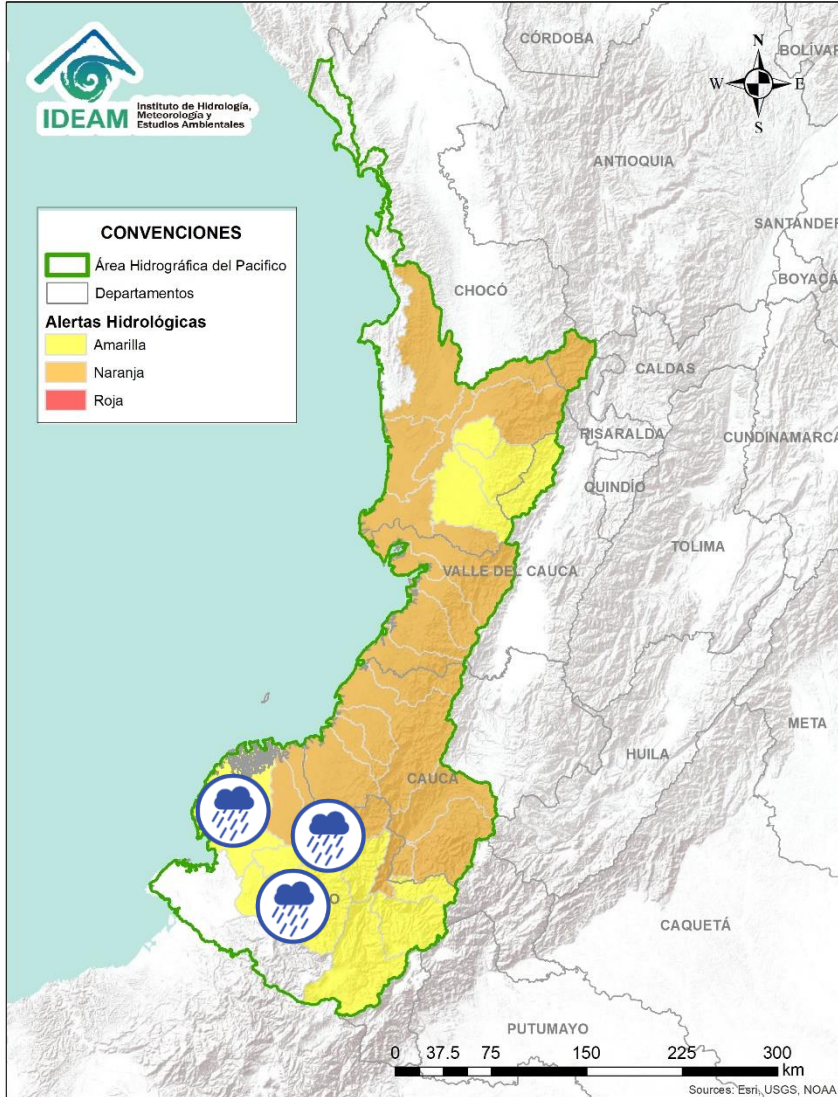 IDEAM
Instituto de Hidrología,
Meteorología y
Estudios Ambientales
CÓRDOBA
BOLÍVAR
N
W
E
S
ANTIOQUIA
SANTANDER
BOYACÁ
CONVENCIONES
Área Hidrográfica del Pacifico
Departamentos
Alertas Hidrológicas
Amarilla
Naranja
Roja
CHOCÓ
CALDAS
RISARALDA
CUNDINAMARCA
QUINDÍO
TOLIMA
VALLE DEL CAUCA
META
HUILA
CAUCA
O
CAQUETÁ
PUTUMAYO
0 37.5 75 150 225 300
km
Sources: Esri, USGS, NOAA